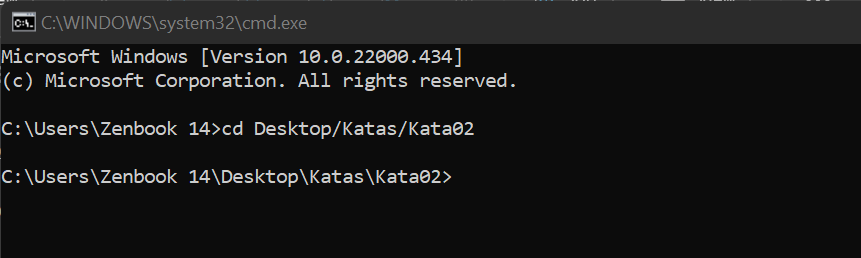 C:\WINDOWS\system32\cmd.exe
Microsoft Windows [Version 10.0.22000.434]
(c) Microsoft Corporation. All rights reserved.
C:\Users\Zenbook 14>cd Desktop/Katas/Kata02
C:\Users\Zenbook 14\Desktop\Katas\Kata02>